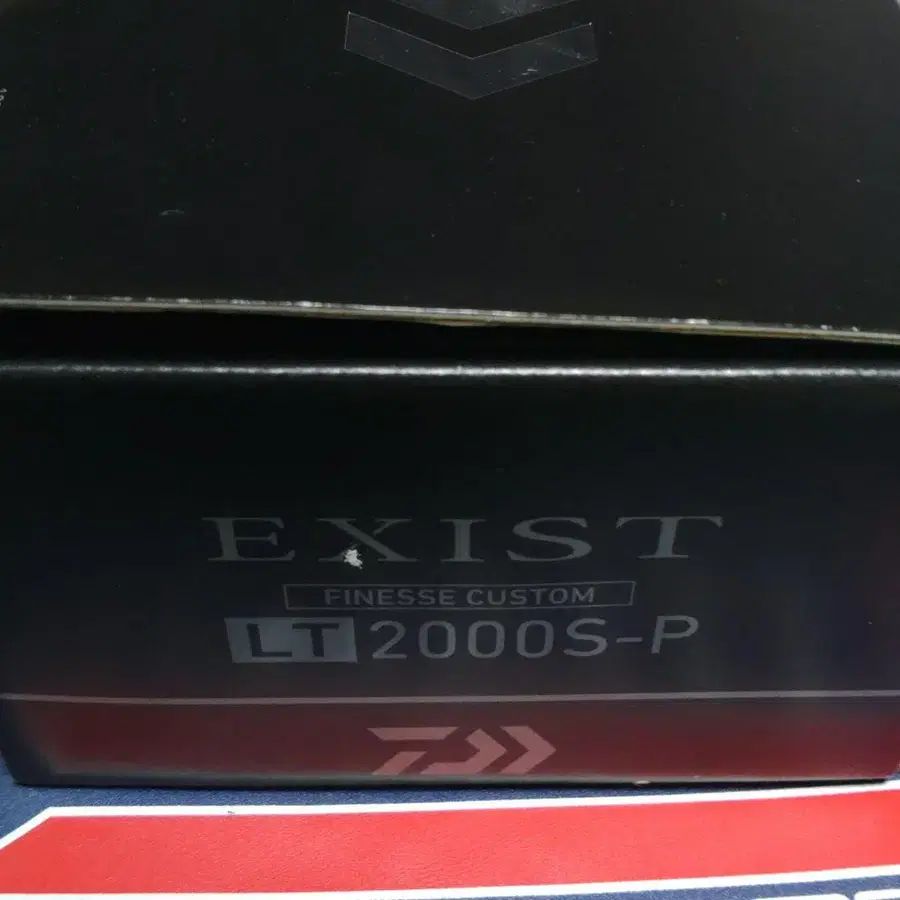 EXIST
FINESSE CUSTOM
LT 2000S-P